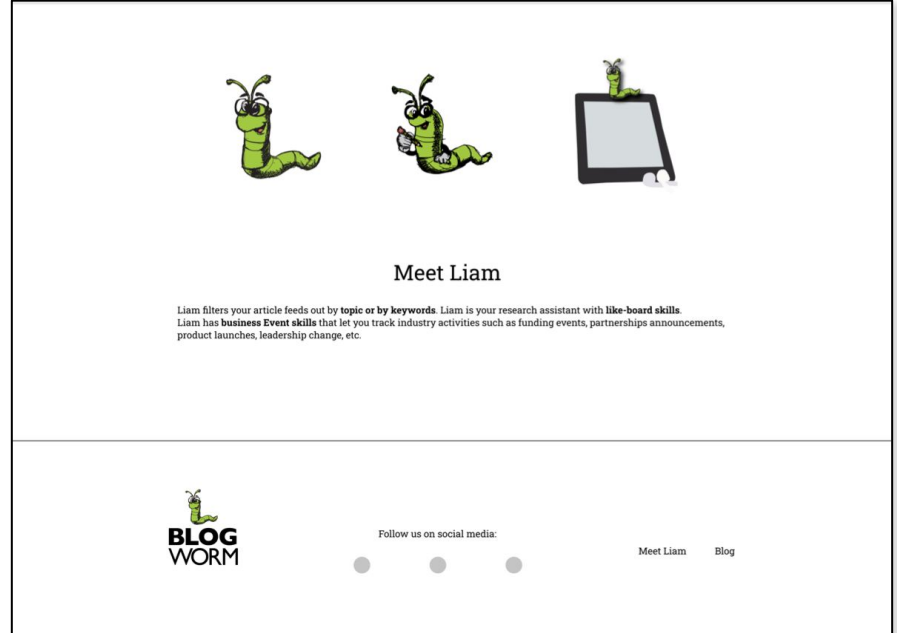 Meet Liam
Liam filters your article feeds out by topic or by keywords. Liam is your research assistant with like-board skills.
Liam has business Event skills that let you track industry activities such as funding events, partnerships announcements,
product launches, leadership change, etc.
BLOG
WORM
Follow us on social media:
Meet Liam
Blog